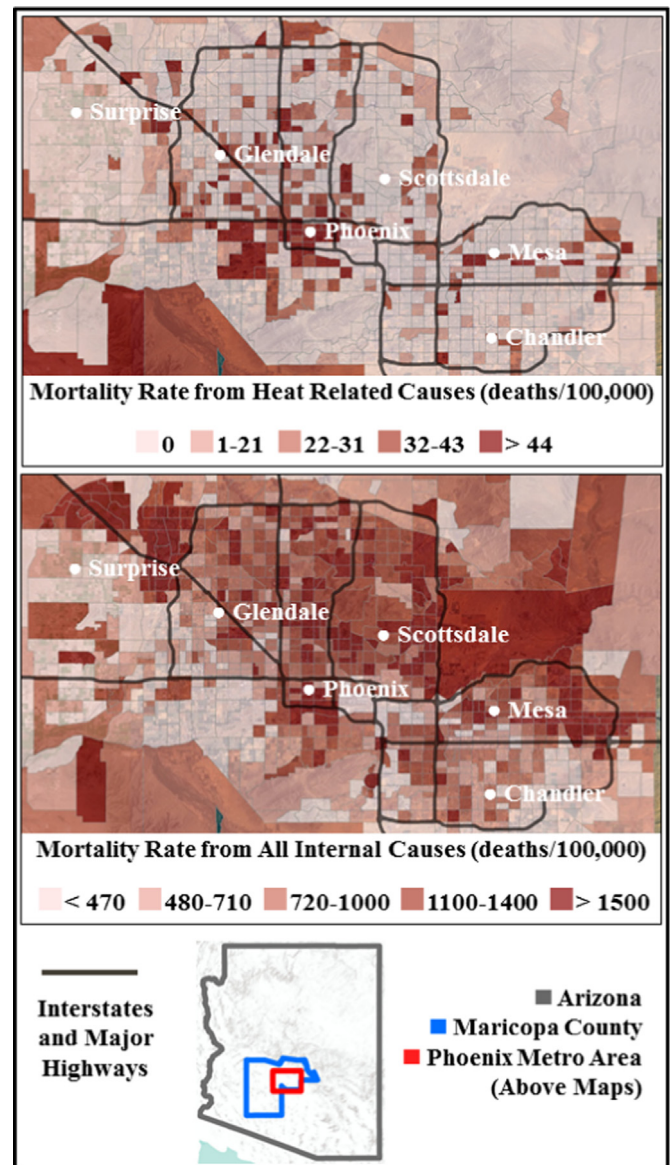 Surprise
Glendale
Scottsdale
Phoenix
Mesa
Chandler
Mortality Rate from Heat Related Causes (deaths/100,000)
0 1-21 22-31 32-43 > 44
Surprise
Glendale
Scottsdale
Phoenix
Mesa
Chandler
Mortality Rate from All Internal Causes (deaths/100,000)
< 470 480-710 720-1000 1100-1400 > 1500
Interstates
and Major
Highways
Arizona
Maricopa County
Phoenix Metro Area
(Above Maps)